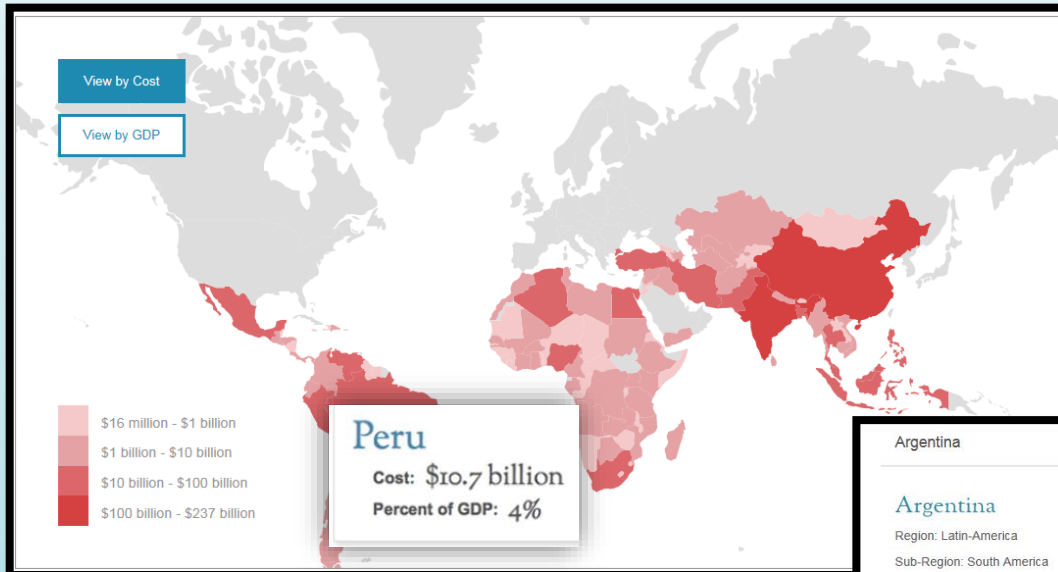 View by Cost
View by GDP
$16 million - $1 billion
$1 billion - $10 billion
$10 billion - $100 billion
$100 billion - $237 billion
Peru
Cost: $10.7 billion
Percent of GDP: 4%
Argentina
Argentina
Region: Latin-America
Sub-Region: South America